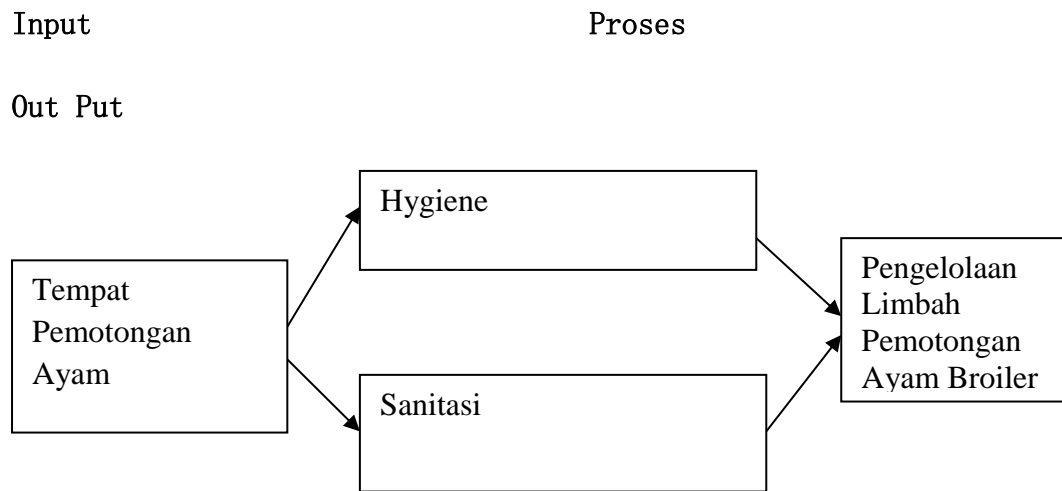 Input Proses
Out Put
Hygiene
Tempat
Pemotongan
Ayam
Pengelolaan
Limbah
Pemotongan
Ayam Broiler
Sanitasi